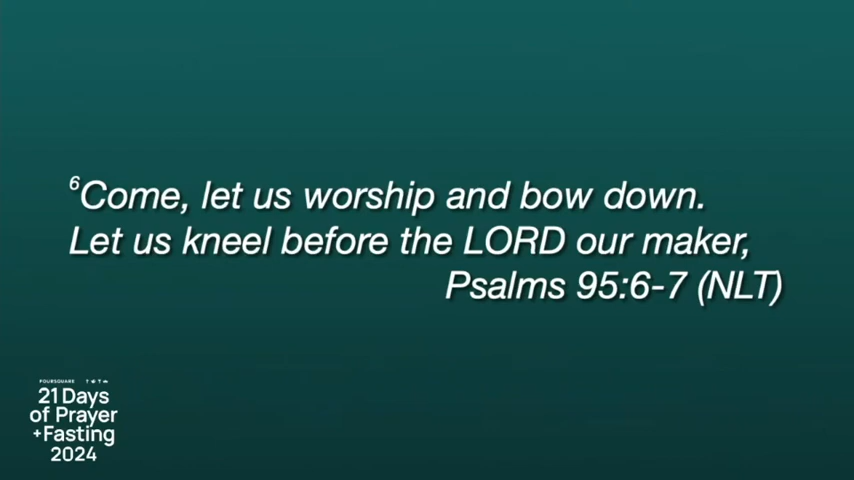 ⁶Come, let us worship and bow down.
Let us kneel before the LORD our maker,
Psalms 95:6-7 (NLT)
FOURSQUARE
21 Days
of Prayer
+Fasting
2024